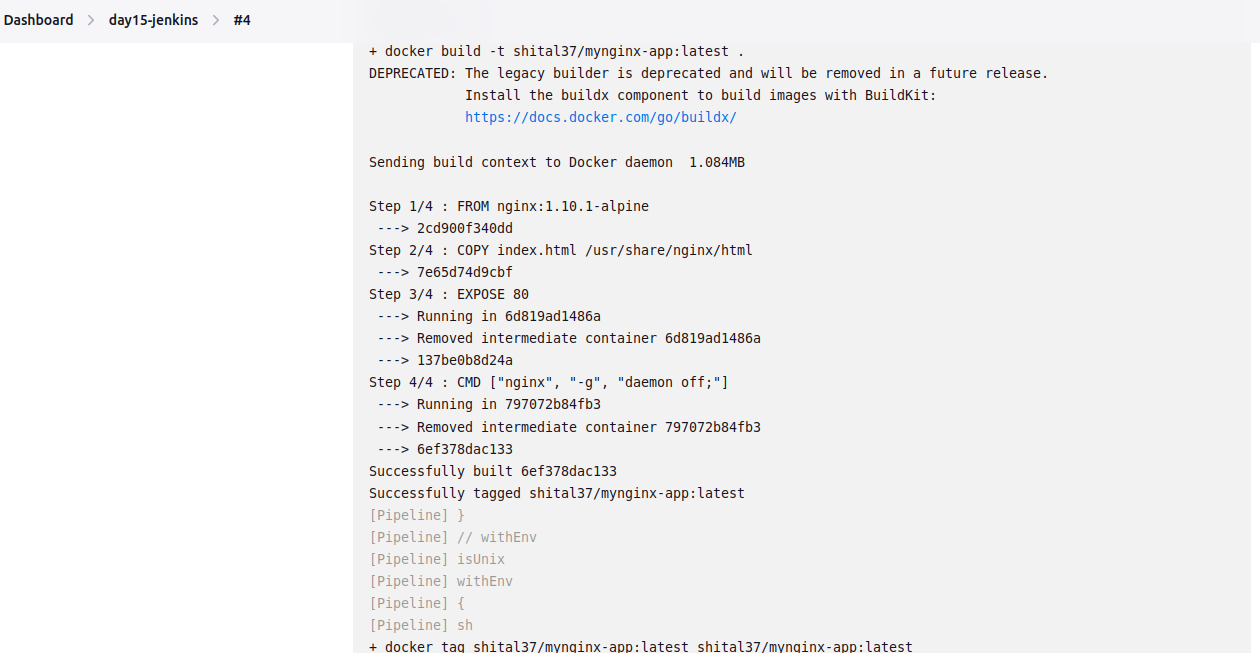 Dashboard > day15-jenkins > #4
+ docker build -t shital37/mynginx-app:latest .
DEPRECATED: The legacy builder is deprecated and will be removed in a future release.
Install the buildx component to build images with BuildKit:
https://docs.docker.com/go/buildx/
Sending build context to Docker daemon  1.084MB
Step 1/4 : FROM nginx:1.10.1-alpine
---> 2cd900f340dd
Step 2/4 : COPY index.html /usr/share/nginx/html
---> 7e65d74d9cbf
Step 3/4 : EXPOSE 80
---> Running in 6d819ad1486a
---> Removed intermediate container 6d819ad1486a
---> 137be0b8d24a
Step 4/4 : CMD ["nginx", "-g", "daemon off;"]
---> Running in 797072b84fb3
---> Removed intermediate container 797072b84fb3
---> 6ef378dac133
Successfully built 6ef378dac133
Successfully tagged shital37/mynginx-app:latest
[Pipeline] }
[Pipeline] // withEnv
[Pipeline] isUnix
[Pipeline] withEnv
[Pipeline] {
[Pipeline] sh
+ docker tag shital37/mynginx-app:latest shital37/mynginx-app:latest